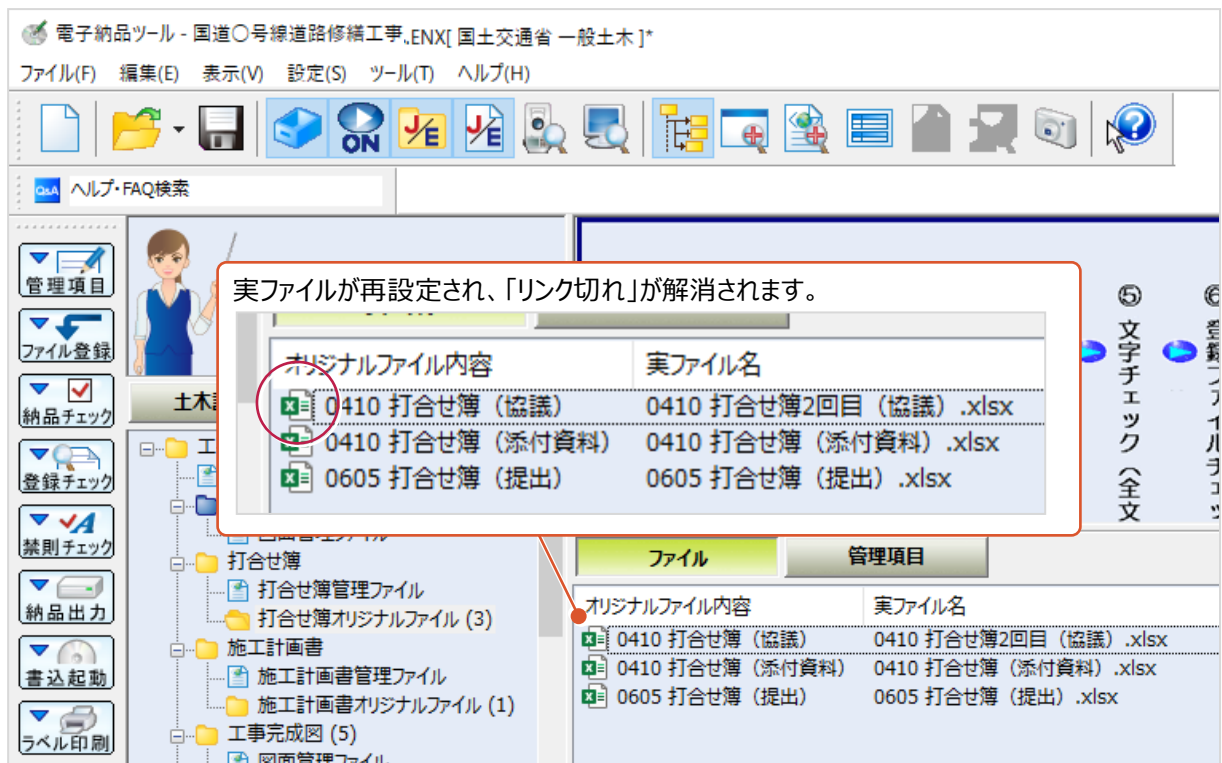 電子納品ツール - 国道〇号線道路修繕工事.ENX[ 国土交通省 一般土木 ]*
ファイル(F) 編集(E) 表示(V) 設定(S) ツール(T) ヘルプ(H)
ON J/E J/E
Q&A ヘルプ・FAQ検索
管理項目
ファイル登録
納品チェック
登録チェック
禁則チェック
納品出力
書込起動
ラベル印刷
実ファイルが再設定され、「リンク切れ」が解消されます。
オリジナルファイル内容 実ファイル名
0410 打合せ簿（協議） 0410 打合せ簿2回目（協議）.xlsx
0410 打合せ簿（添付資料） 0410 打合せ簿（添付資料）.xlsx
0605 打合せ簿（提出） 0605 打合せ簿（提出）.xlsx
⑤文字チェック（全文
⑥
土木
工
打合せ簿
打合せ簿管理ファイル
打合せ簿オリジナルファイル (3)
施工計画書
施工計画書管理ファイル
施工計画書オリジナルファイル (1)
工事完成図 (5)
図面管理ファイル
ファイル 管理項目
オリジナルファイル内容 実ファイル名
0410 打合せ簿（協議） 0410 打合せ簿2回目（協議）.xlsx
0410 打合せ簿（添付資料） 0410 打合せ簿（添付資料）.xlsx
0605 打合せ簿（提出） 0605 打合せ簿（提出）.xlsx